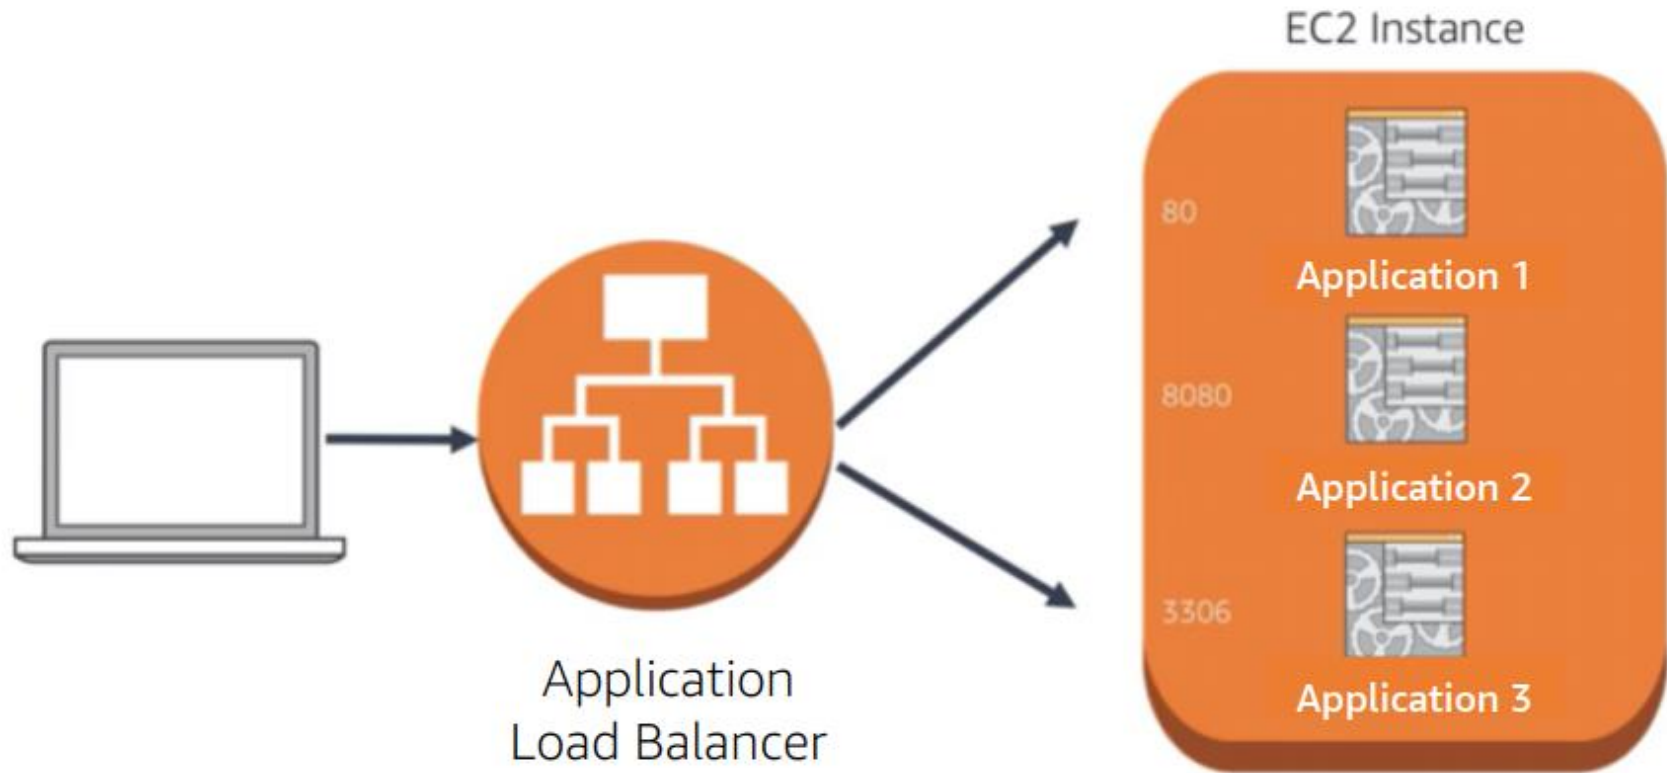 EC2 Instance
80
Application 1
8080
Application 2
3306
Application 3
Application
Load Balancer